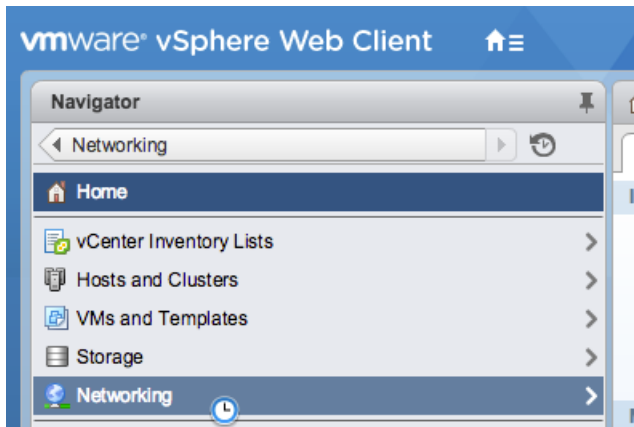 vmware® vSphere Web Client
Navigator
Networking
Home
vCenter Inventory Lists
Hosts and Clusters
VMs and Templates
Storage
Networking